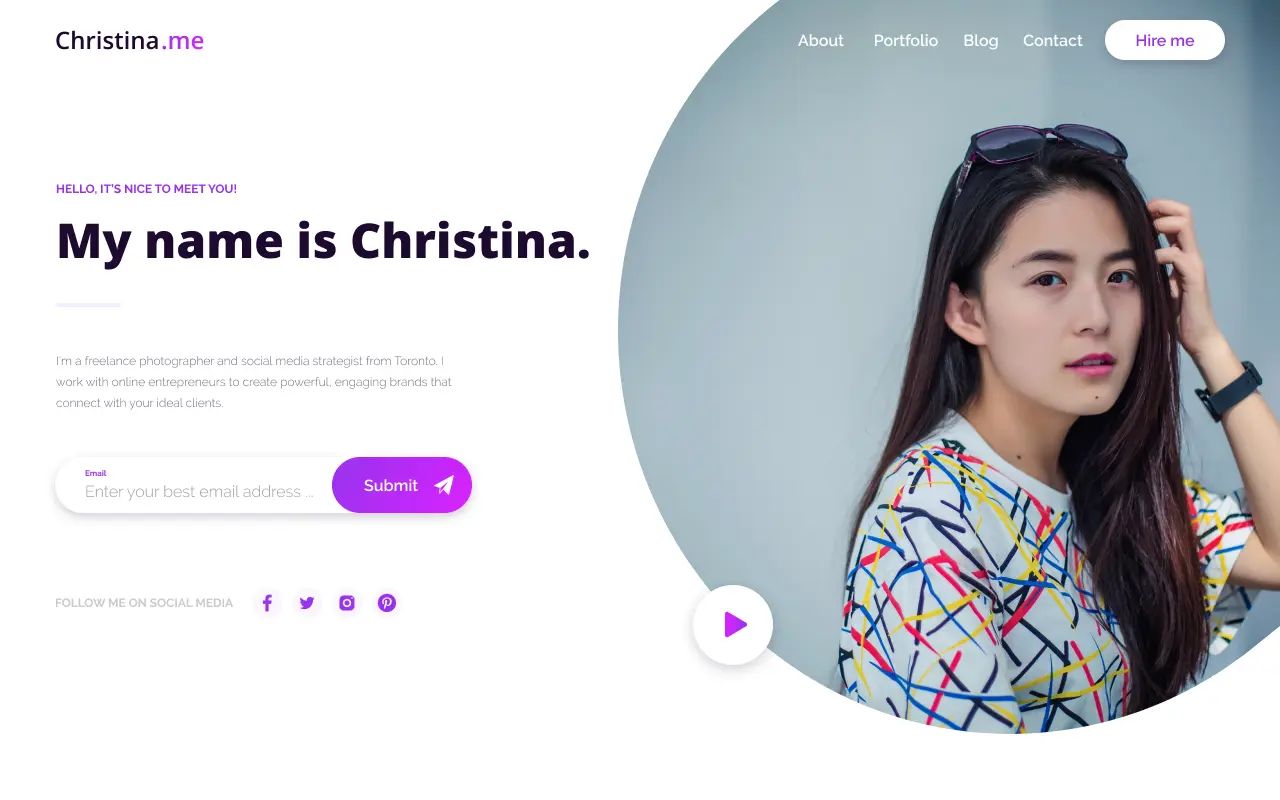 Christina.me
About Portfolio Blog Contact Hire me
HELLO, IT'S NICE TO MEET YOU!
My name is Christina.
I'm a freelance photographer and social media strategist from Toronto. I
work with online entrepreneurs to create powerful, engaging brands that
connect with your ideal clients.
Email
Enter your best email address ...
Submit
FOLLOW ME ON SOCIAL MEDIA